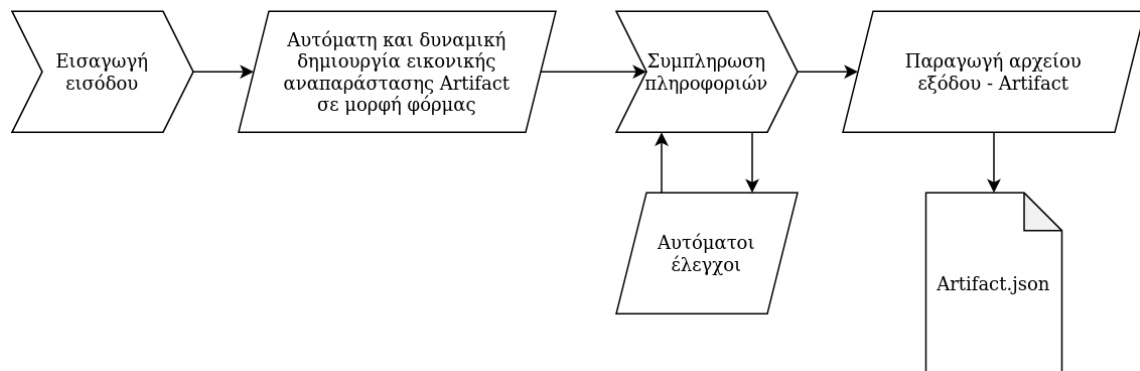 Εισαγωγή
εισόδου
Αυτόματη και δυναμική
δημιουργία εικονικής
αναπαράστασης Artifact
σε μορφή φόρμας
Συμπληρωση
πληροφοριών
Παραγωγή αρχείου
εξόδου - Artifact
Αυτόματοι
έλεγχοι
Artifact.json